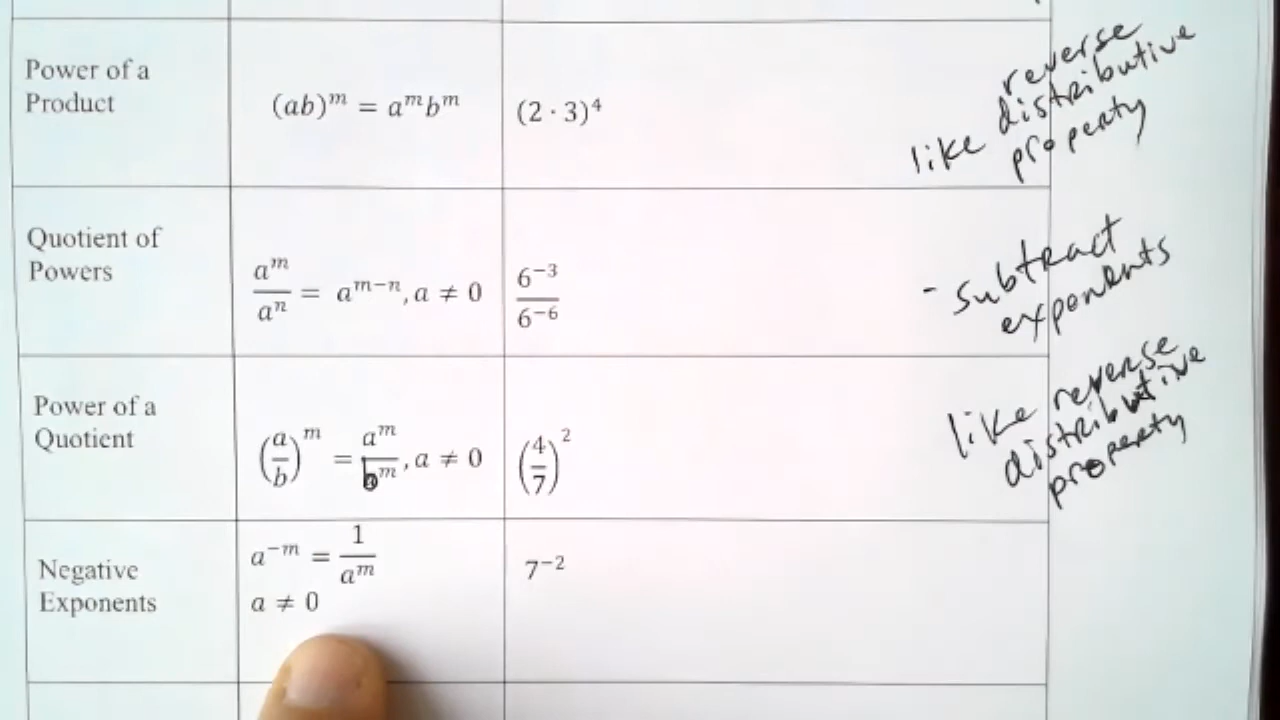 Power of a
Product
(ab)^m = a^m b^m
(2 · 3)^4
reverse
like distributive
property
Quotient of
Powers
a^m / a^n = a^{m−n}, a ≠ 0
6^{−3} / 6^{−6}
- subtract
exponents
Power of a
Quotient
(a/b)^m = a^m / b^m, a ≠ 0
(4/7)^2
like reverse
distributive
property
Negative
Exponents
a^{−m} = 1 / a^m
a ≠ 0
7^{−2}